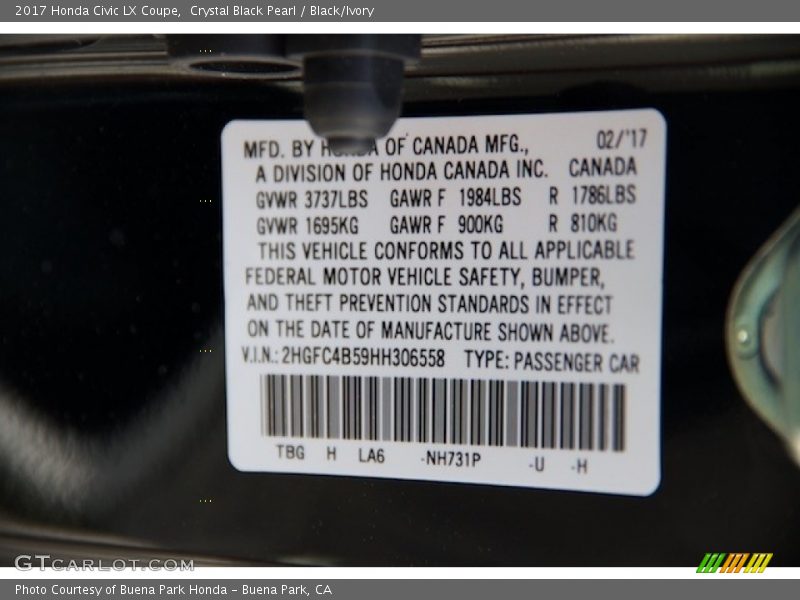 2017 Honda Civic LX Coupe,  Crystal Black Pearl / Black/Ivory
MFD. BY HONDA OF CANADA MFG., 02/'17
A DIVISION OF HONDA CANADA INC. CANADA
GVWR 3737LBS GAWR F 1984LBS R 1786LBS
GVWR 1695KG GAWR F 900KG R 810KG
THIS VEHICLE CONFORMS TO ALL APPLICABLE
FEDERAL MOTOR VEHICLE SAFETY, BUMPER,
AND THEFT PREVENTION STANDARDS IN EFFECT
ON THE DATE OF MANUFACTURE SHOWN ABOVE.
V.I.N.: 2HGFC4B59HH306558 TYPE: PASSENGER CAR
TBG H LA6 -NH731P -U -H
GTCARLOT.COM
Photo Courtesy of Buena Park Honda - Buena Park, CA